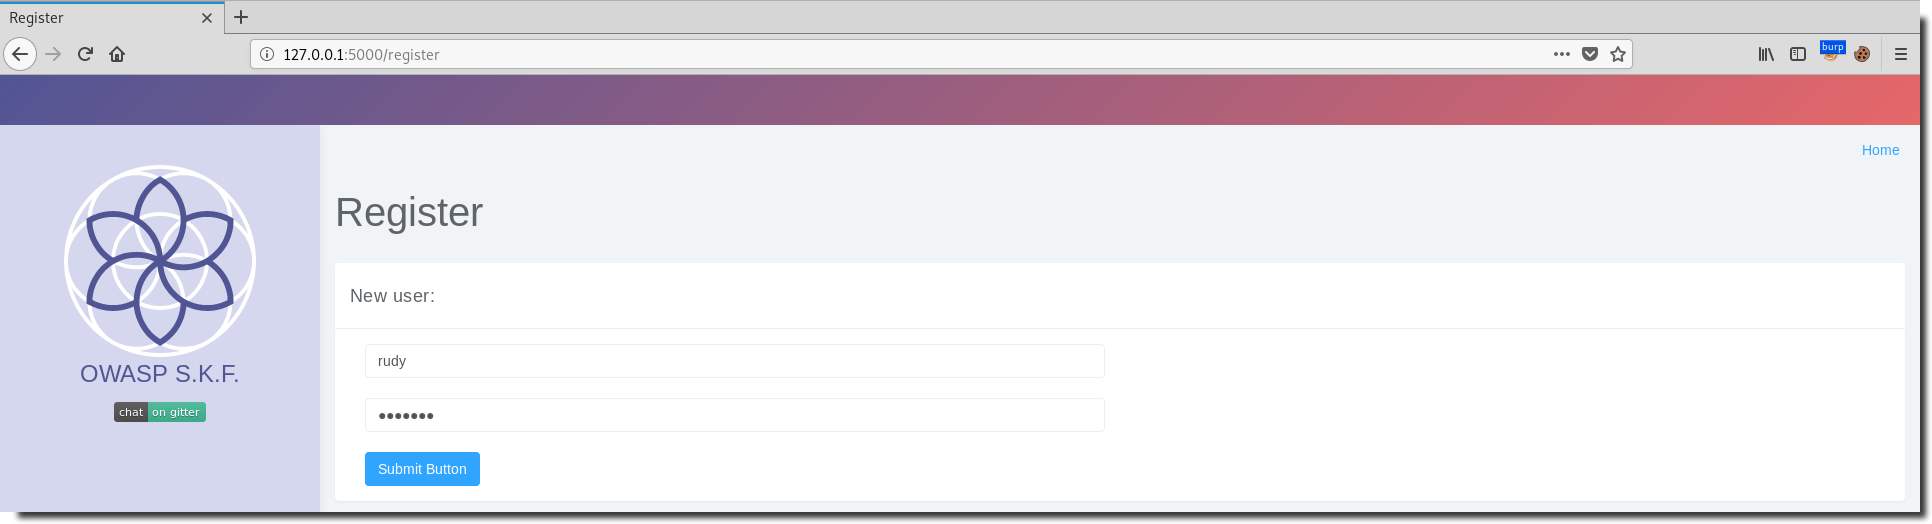 Register
127.0.0.1:5000/register
burp
Home
OWASP S.K.F.
chat on gitter
Register
New user:
rudy
•••••••
Submit Button